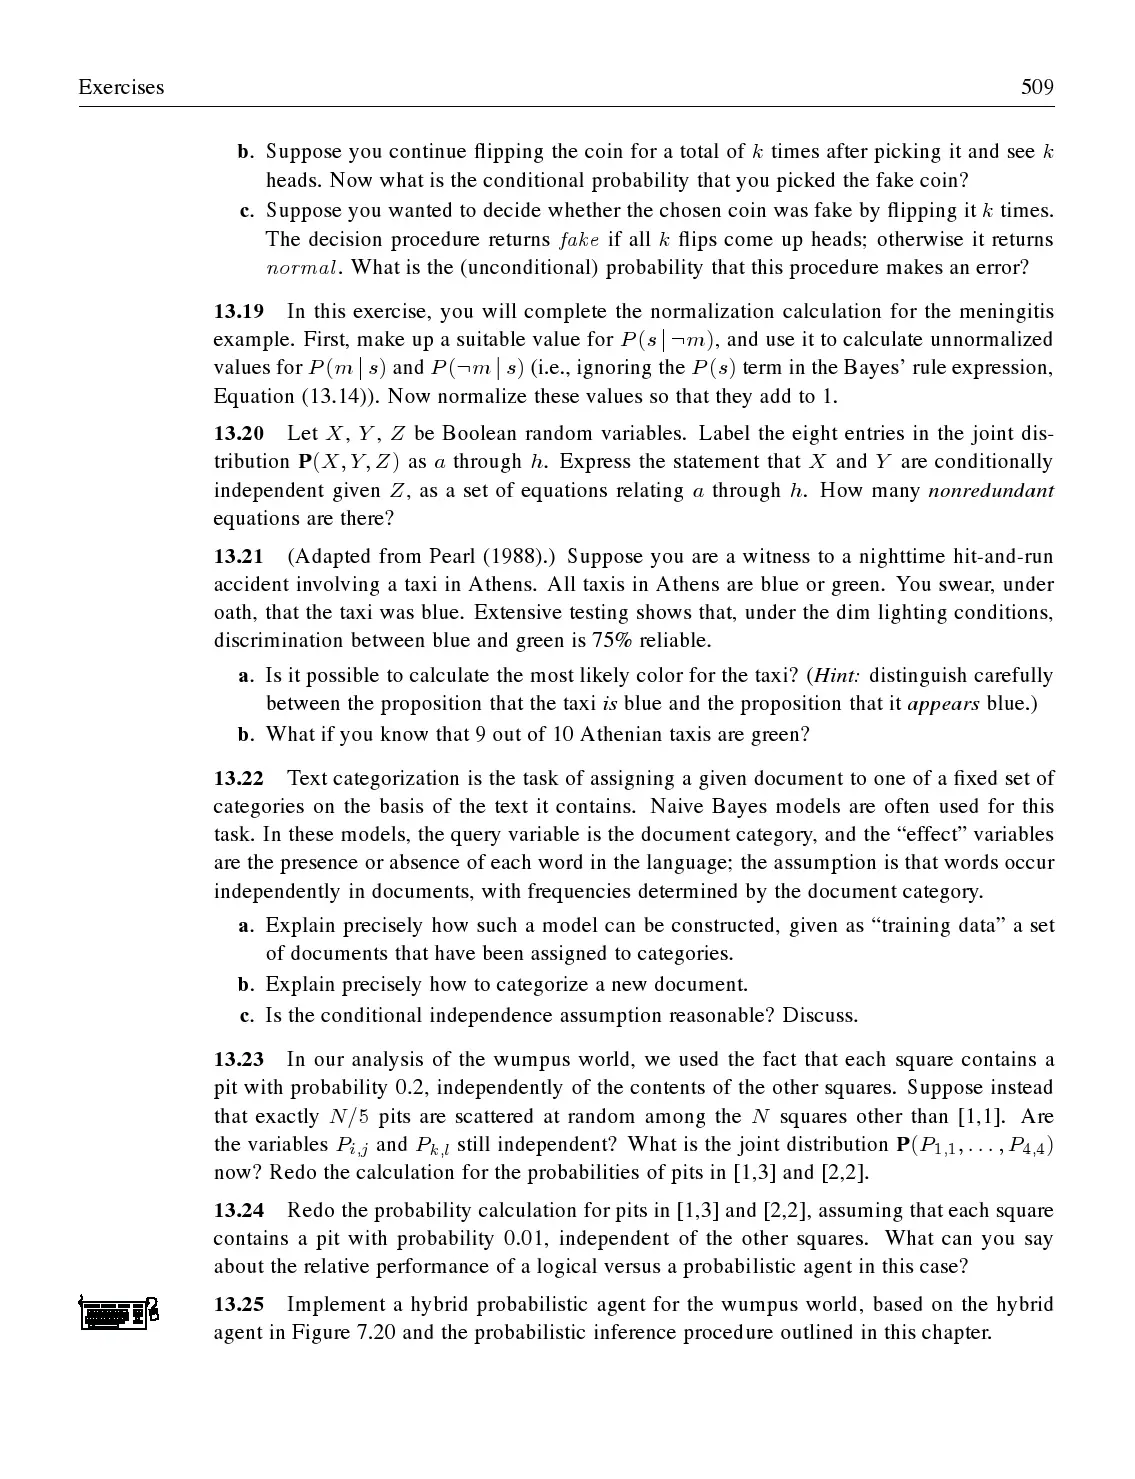 Exercises 509
b. Suppose you continue flipping the coin for a total of k times after picking it and see k
heads. Now what is the conditional probability that you picked the fake coin?
c. Suppose you wanted to decide whether the chosen coin was fake by flipping it k times.
The decision procedure returns fake if all k flips come up heads; otherwise it returns
normal. What is the (unconditional) probability that this procedure makes an error?
13.19 In this exercise, you will complete the normalization calculation for the meningitis
example. First, make up a suitable value for P(s | ¬m), and use it to calculate unnormalized
values for P(m | s) and P(¬m | s) (i.e., ignoring the P(s) term in the Bayes' rule expression,
Equation (13.14)). Now normalize these values so that they add to 1.
13.20 Let X, Y, Z be Boolean random variables. Label the eight entries in the joint dis-
tribution P(X, Y, Z) as a through h. Express the statement that X and Y are conditionally
independent given Z, as a set of equations relating a through h. How many nonredundant
equations are there?
13.21 (Adapted from Pearl (1988).) Suppose you are a witness to a nighttime hit-and-run
accident involving a taxi in Athens. All taxis in Athens are blue or green. You swear, under
oath, that the taxi was blue. Extensive testing shows that, under the dim lighting conditions,
discrimination between blue and green is 75% reliable.
a. Is it possible to calculate the most likely color for the taxi? (Hint: distinguish carefully
between the proposition that the taxi is blue and the proposition that it appears blue.)
b. What if you know that 9 out of 10 Athenian taxis are green?
13.22 Text categorization is the task of assigning a given document to one of a fixed set of
categories on the basis of the text it contains. Naive Bayes models are often used for this
task. In these models, the query variable is the document category, and the “effect” variables
are the presence or absence of each word in the language; the assumption is that words occur
independently in documents, with frequencies determined by the document category.
a. Explain precisely how such a model can be constructed, given as “training data” a set
of documents that have been assigned to categories.
b. Explain precisely how to categorize a new document.
c. Is the conditional independence assumption reasonable? Discuss.
13.23 In our analysis of the wumpus world, we used the fact that each square contains a
pit with probability 0.2, independently of the contents of the other squares. Suppose instead
that exactly N/5 pits are scattered at random among the N squares other than [1,1]. Are
the variables P_{i,j} and P_{k,l} still independent? What is the joint distribution P(P_{1,1}, . . . , P_{4,4})
now? Redo the calculation for the probabilities of pits in [1,3] and [2,2].
13.24 Redo the probability calculation for pits in [1,3] and [2,2], assuming that each square
contains a pit with probability 0.01, independent of the other squares. What can you say
about the relative performance of a logical versus a probabilistic agent in this case?
13.25 Implement a hybrid probabilistic agent for the wumpus world, based on the hybrid
agent in Figure 7.20 and the probabilistic inference procedure outlined in this chapter.